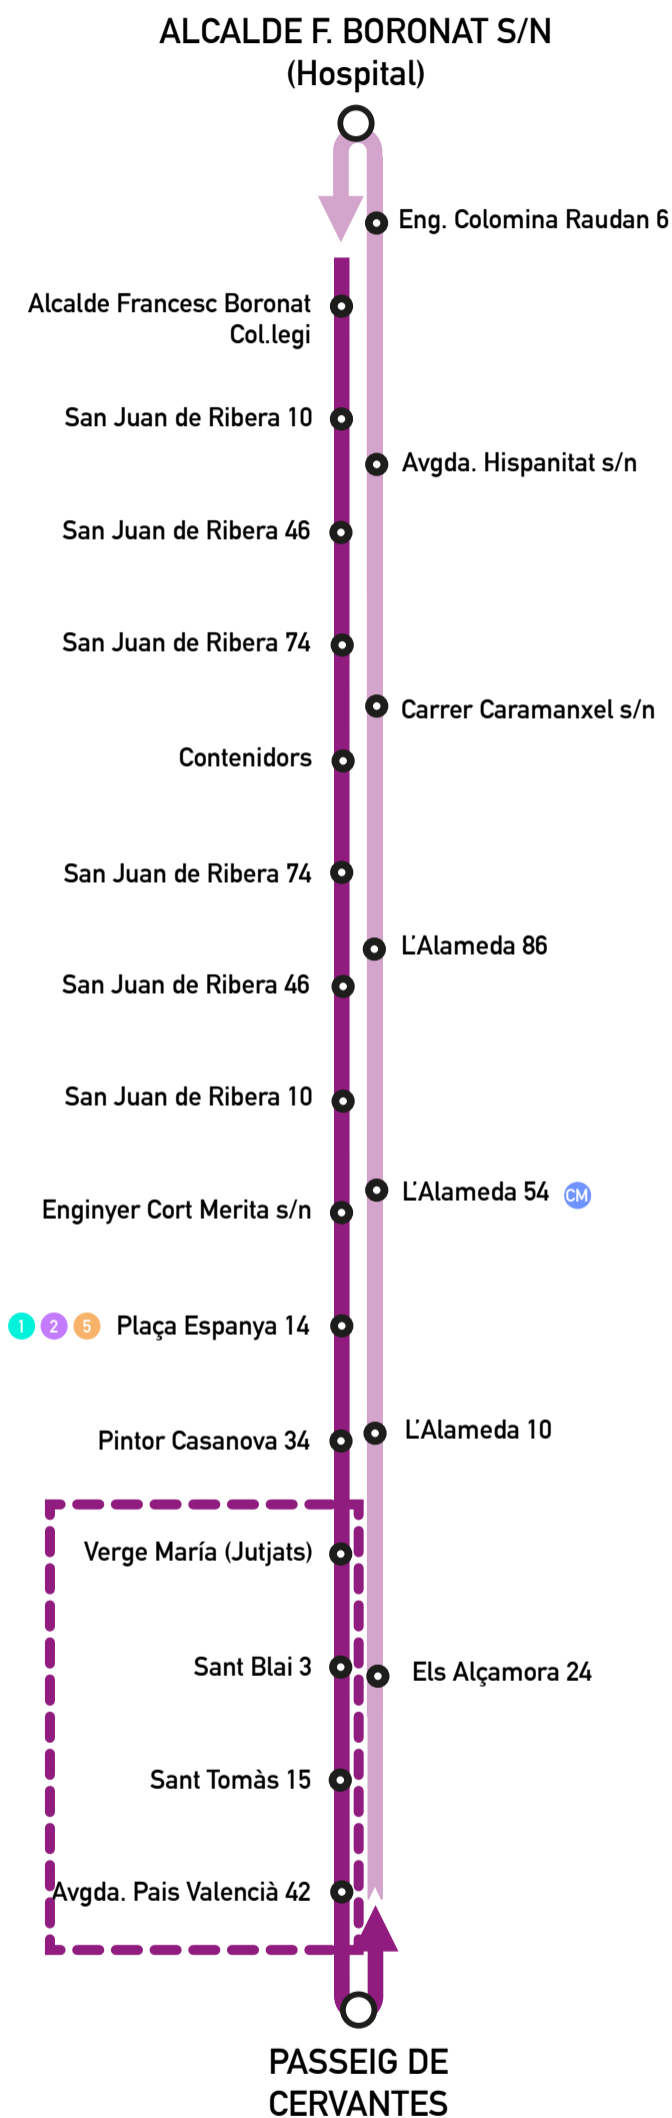 ALCALDE F. BORONAT S/N
(Hospital)
Eng. Colomina Raudan 6
Alcalde Francesc Boronat
Col.legi
San Juan de Ribera 10
Avgda. Hispanitat s/n
San Juan de Ribera 46
San Juan de Ribera 74
Carrer Caramanxel s/n
Contenidors
San Juan de Ribera 74
L'Alameda 86
San Juan de Ribera 46
San Juan de Ribera 10
L'Alameda 54 CM
Enginyer Cort Merita s/n
1 2 5 Plaça Espanya 14
L'Alameda 10
Pintor Casanova 34
Verge María (Jutjats)
Sant Blai 3
Els Alçamora 24
Sant Tomàs 15
Avgda. Pais Valencià 42
PASSEIG DE
CERVANTES